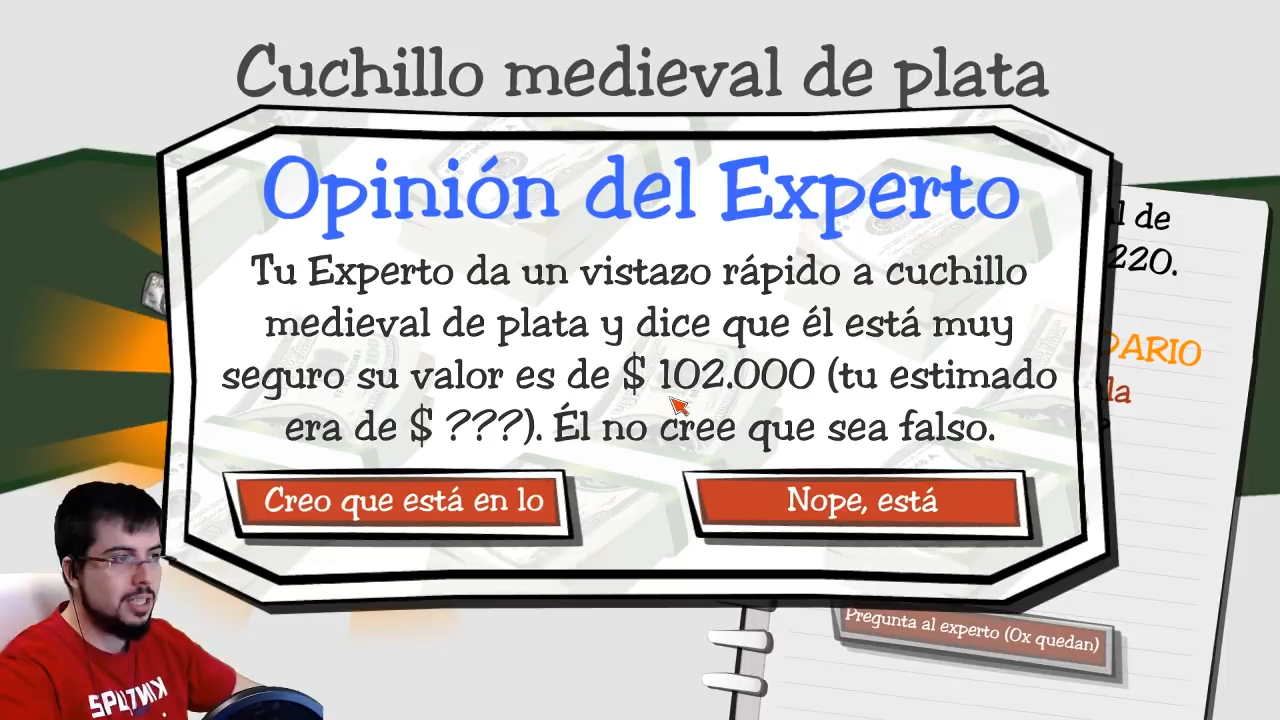 Cuchillo medieval de plata
Opinión del Experto
Tu Experto da un vistazo rápido a cuchillo
medieval de plata y dice que él está muy
seguro su valor es de $ 102.000 (tu estimado
era de $ ???). Él no cree que sea falso.
Creo que está en lo
Nope, está
de
220.
DARIO
la
Pregunta al experto (0x quedan)